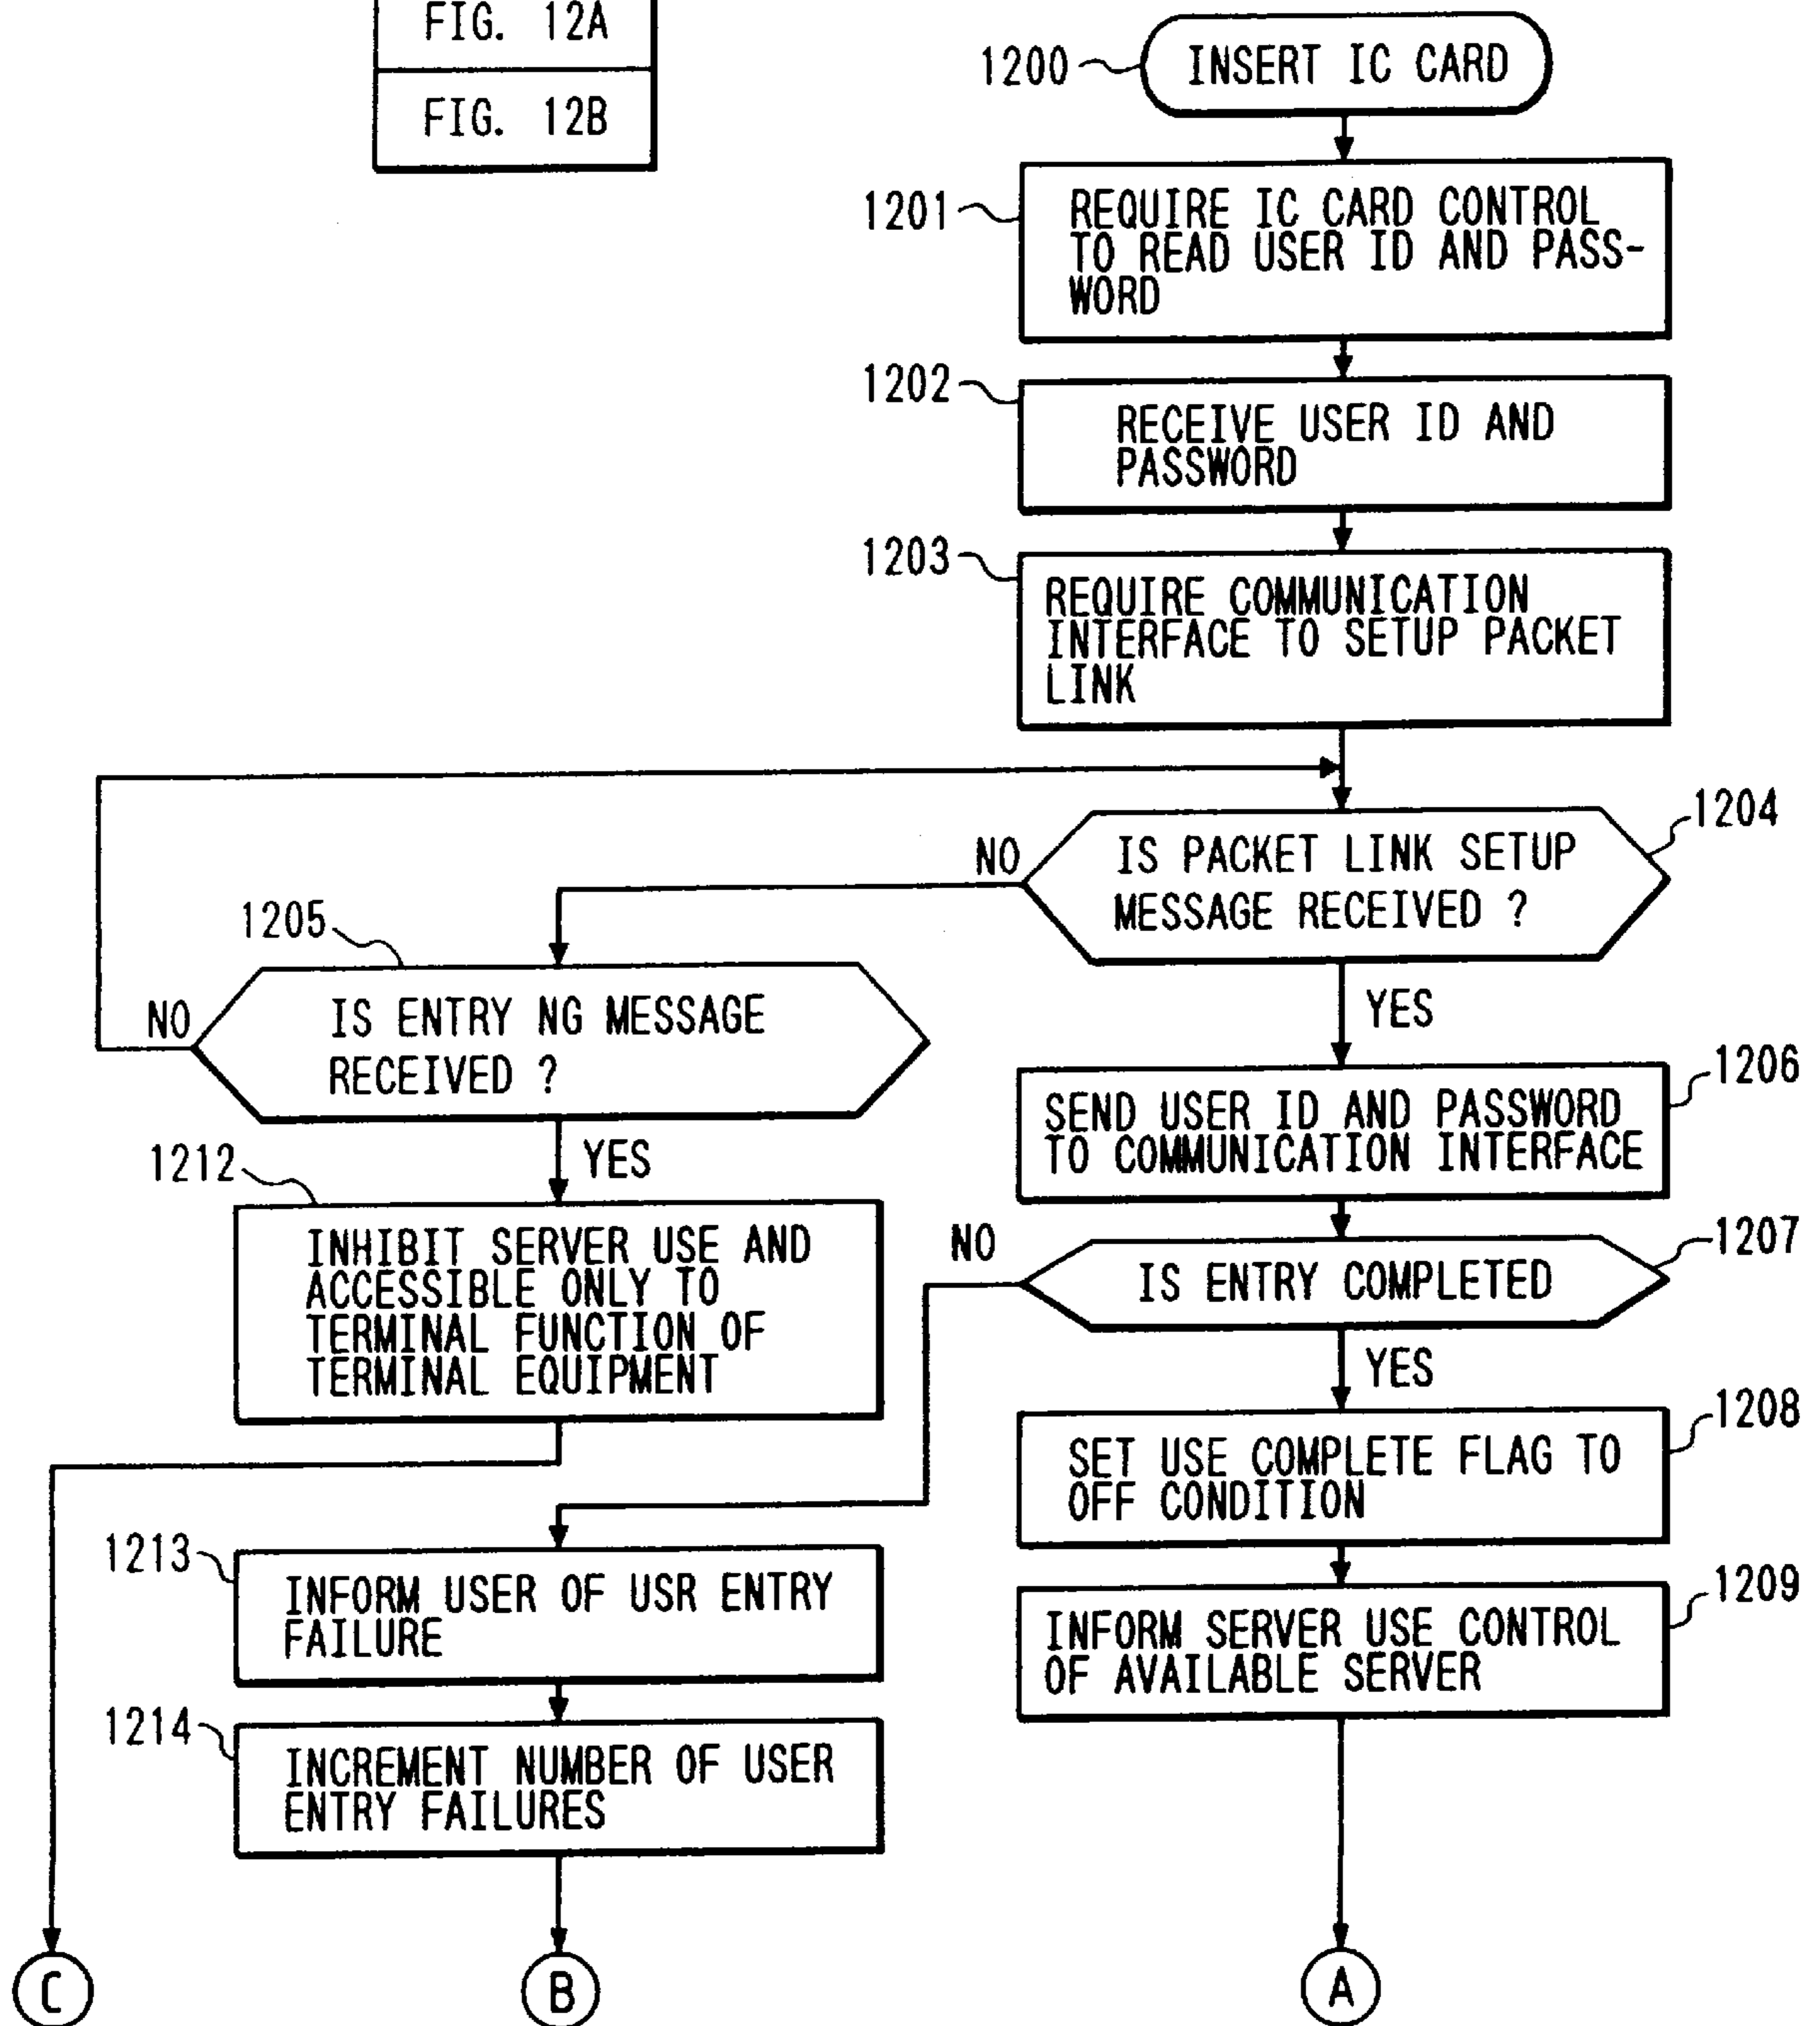 FIG. 12A
FIG. 12B
1200
INSERT IC CARD
1201
REQUIRE IC CARD CONTROL
TO READ USER ID AND PASS-
WORD
1202
RECEIVE USER ID AND
PASSWORD
1203
REQUIRE COMMUNICATION
INTERFACE TO SETUP PACKET
LINK
1204
IS PACKET LINK SETUP
MESSAGE RECEIVED ?
NO
YES
1205
IS ENTRY NG MESSAGE
RECEIVED ?
NO
YES
1206
SEND USER ID AND PASSWORD
TO COMMUNICATION INTERFACE
1212
INHIBIT SERVER USE AND
ACCESSIBLE ONLY TO
TERMINAL FUNCTION OF
TERMINAL EQUIPMENT
1207
IS ENTRY COMPLETED
NO
YES
1208
SET USE COMPLETE FLAG TO
OFF CONDITION
1213
INFORM USER OF USR ENTRY
FAILURE
1209
INFORM SERVER USE CONTROL
OF AVAILABLE SERVER
1214
INCREMENT NUMBER OF USER
ENTRY FAILURES
C
B
A